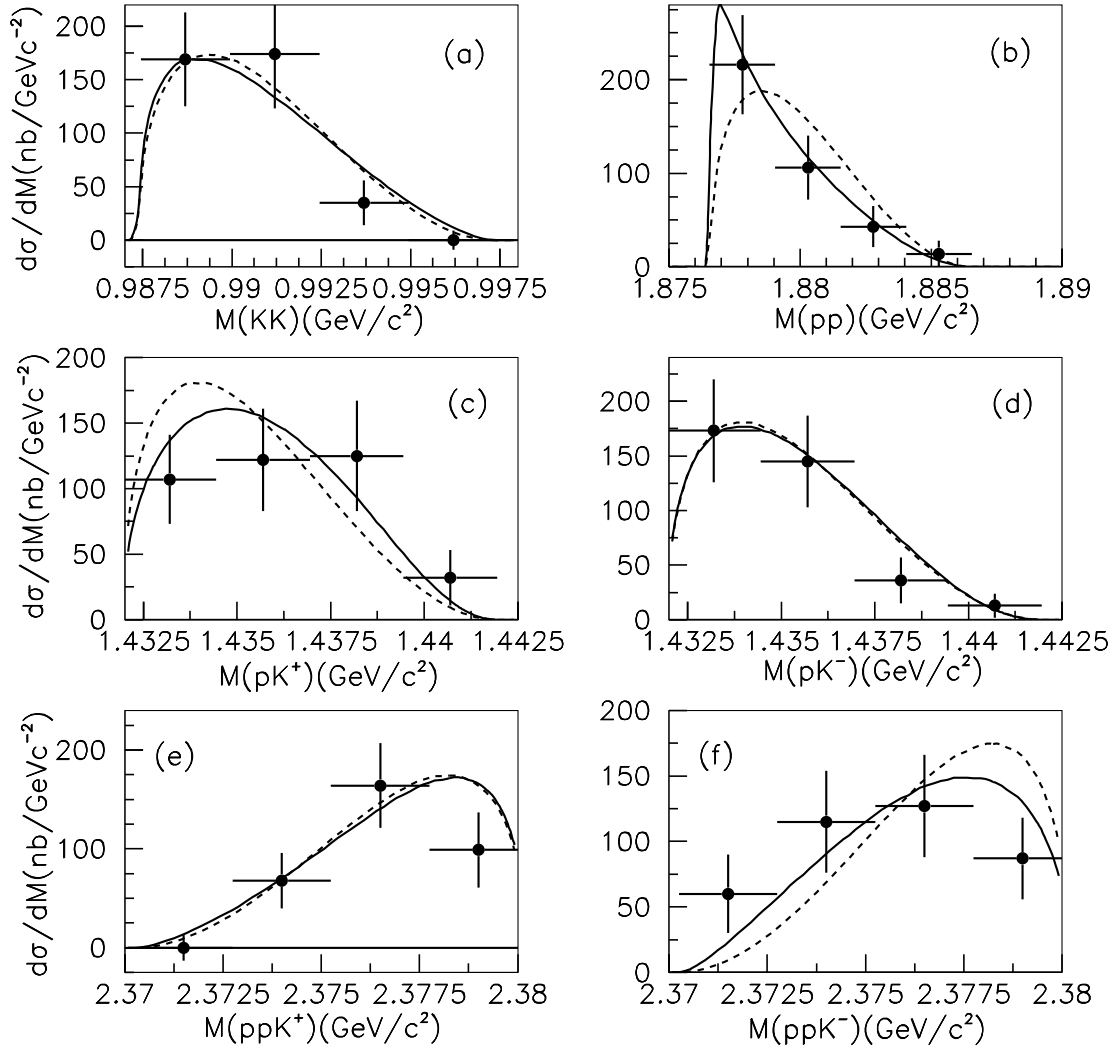 (a)
200
150
100
50
0
0.9875 0.99 0.9925 0.995 0.9975
M(KK)(GeV/c²)
dσ/dM(nb/GeVc⁻²)
(b)
200
100
0
1.875 1.88 1.885 1.89
M(pp)(GeV/c²)
(c)
200
150
100
50
0
1.4325 1.435 1.4375 1.44 1.4425
M(pK⁺)(GeV/c²)
dσ/dM(nb/GeVc⁻²)
(d)
200
150
100
50
0
1.4325 1.435 1.4375 1.44 1.4425
M(pK⁻)(GeV/c²)
(e)
200
100
0
2.37 2.3725 2.375 2.3775 2.38
M(ppK⁺)(GeV/c²)
dσ/dM(nb/GeVc⁻²)
(f)
200
150
100
50
0
2.37 2.3725 2.375 2.3775 2.38
M(ppK⁻)(GeV/c²)